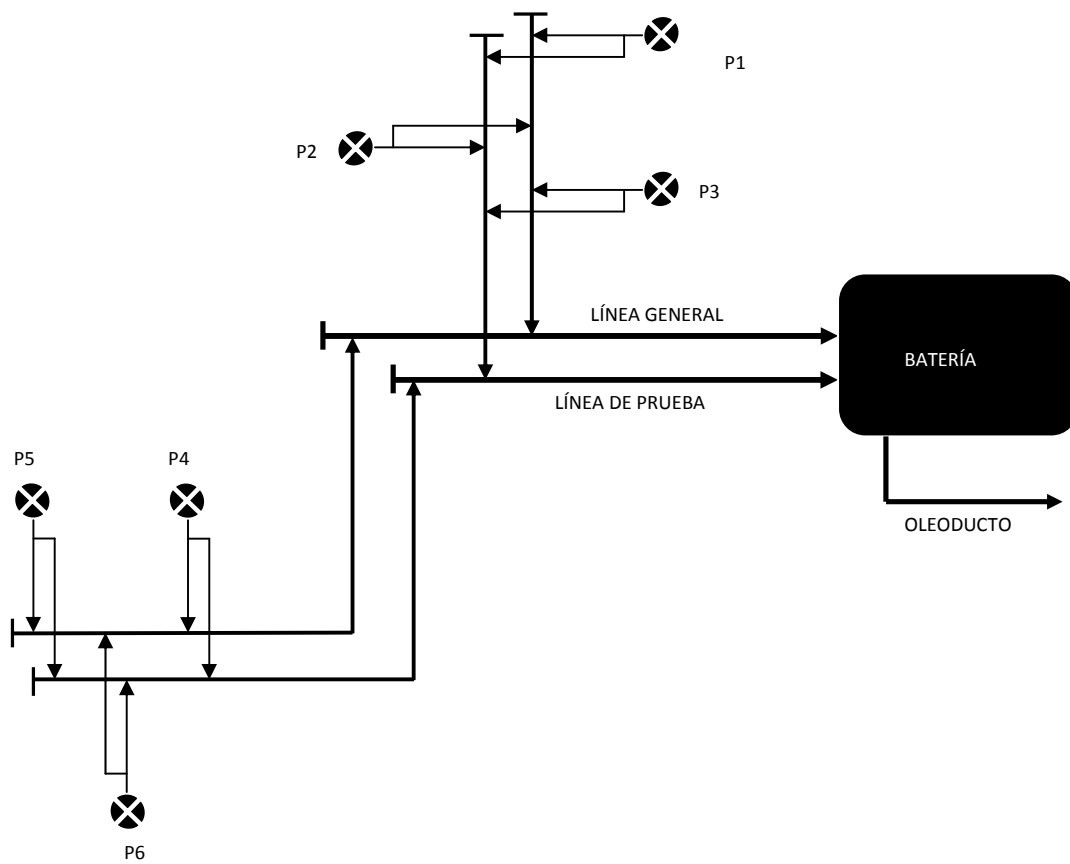 P1
P2
P3
LÍNEA GENERAL
BATERÍA
LÍNEA DE PRUEBA
P5
P4
OLEODUCTO
P6